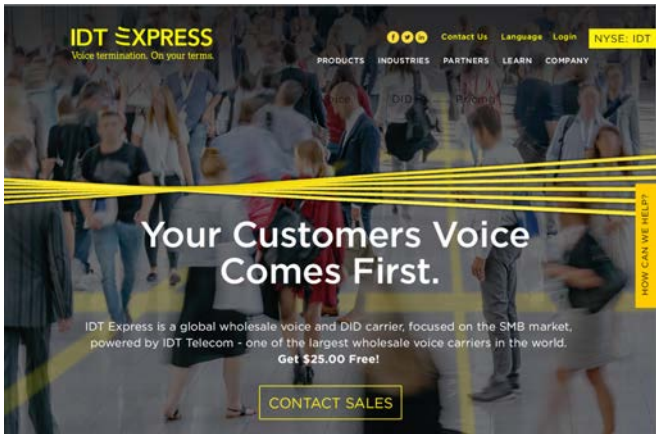 IDT EXPRESS
Voice termination. On your terms.
Contact Us Language Login
NYSE: IDT
PRODUCTS INDUSTRIES PARTNERS LEARN COMPANY
DID
HOW CAN WE HELP?
Your Customers Voice
Comes First.
IDT Express is a global wholesale voice and DID carrier, focused on the SMB market,
powered by IDT Telecom - one of the largest wholesale voice carriers in the world.
Get $25.00 Free!
CONTACT SALES